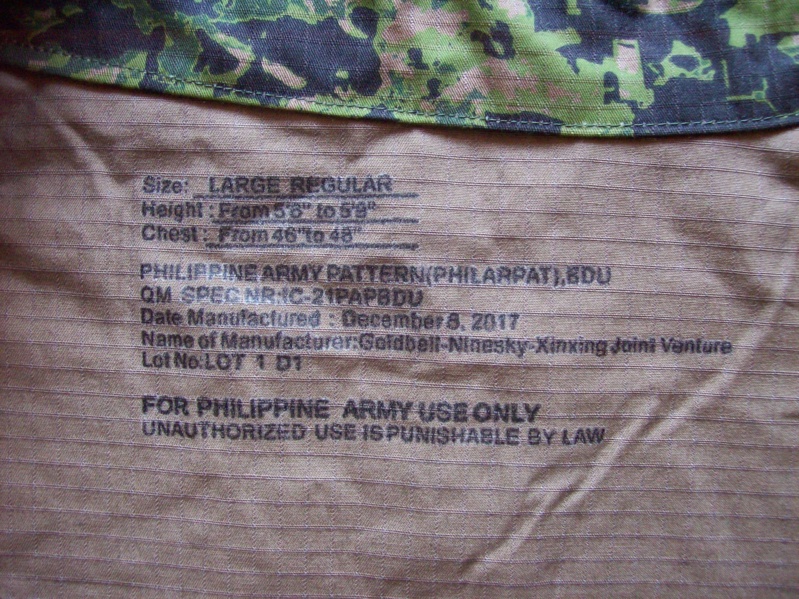 Size: LARGE REGULAR
Height : From 5'6" to 5'9"
Chest : From 46" to 48"
PHILIPPINE ARMY PATTERN(PHILARPAT),BDU
QM SPEC NR:IC-21PAPBDU
Date Manufactured : December 8, 2017
Name of Manufacturer:Goldbell-Ninesky-Xinxing Joint Venture
Lot No:LOT 1 D1
FOR PHILIPPINE ARMY USE ONLY
UNAUTHORIZED USE IS PUNISHABLE BY LAW